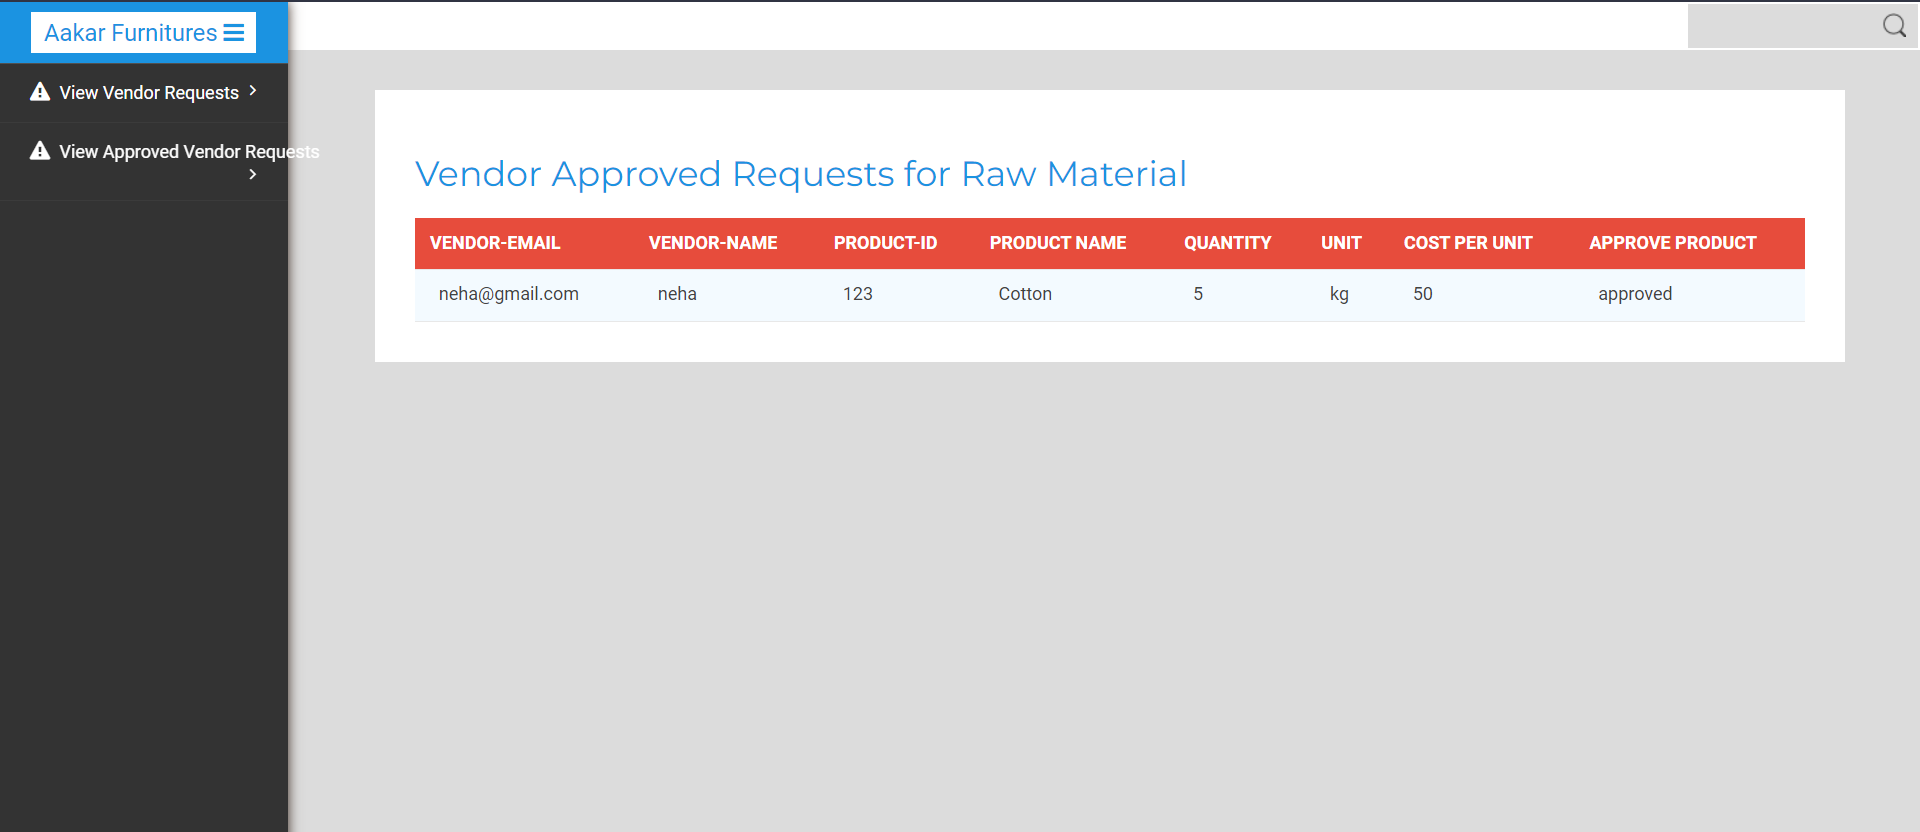 Aakar Furnitures
View Vendor Requests
View Approved Vendor Requests
Vendor Approved Requests for Raw Material
VENDOR-EMAIL VENDOR-NAME PRODUCT-ID PRODUCT NAME QUANTITY UNIT COST PER UNIT APPROVE PRODUCT
neha@gmail.com neha 123 Cotton 5 kg 50 approved